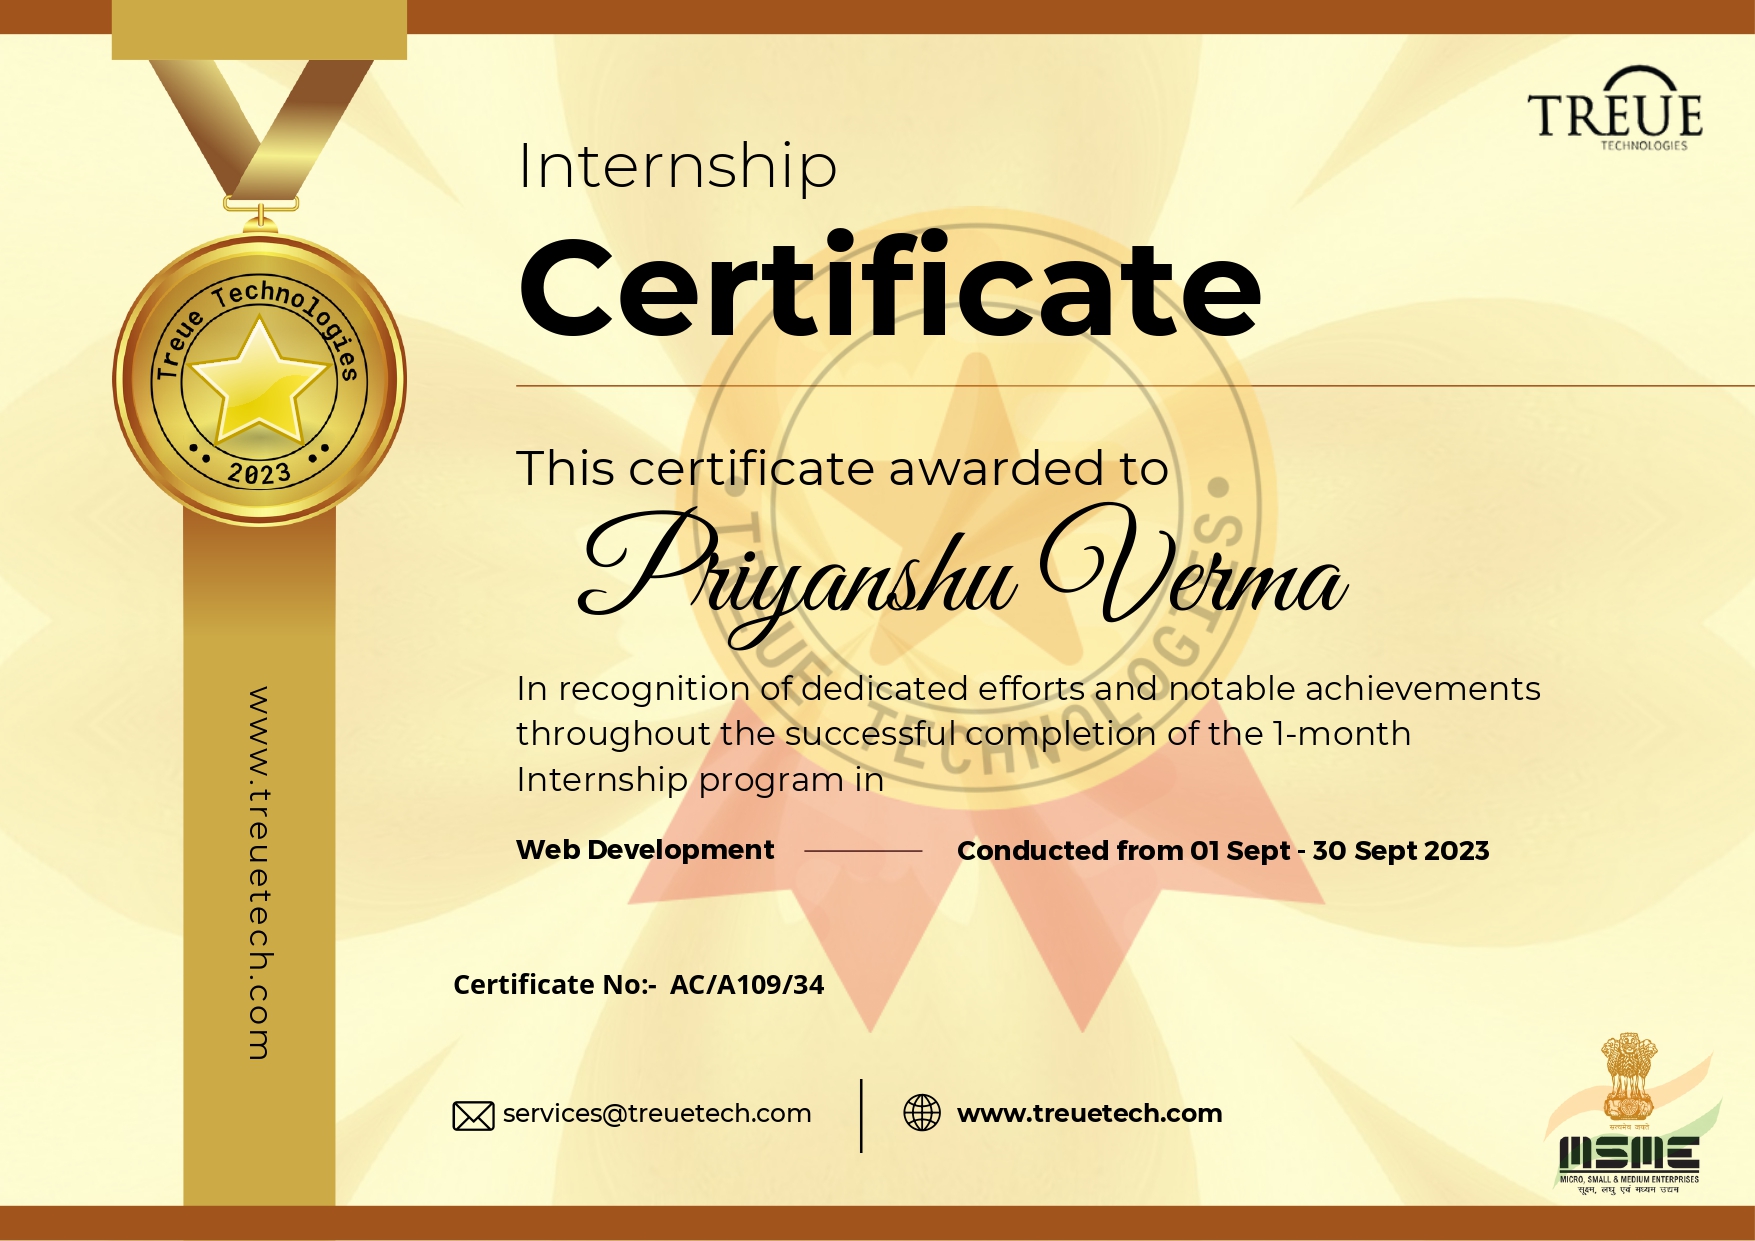 TREUE
TECHNOLOGIES
Internship
Certificate
Treue Technologies
2023
This certificate awarded to
Priyanshu Verma
TREUE TECHNOLOGIES
In recognition of dedicated efforts and notable achievements
throughout the successful completion of the 1-month
Internship program in
Web Development
Conducted from 01 Sept - 30 Sept 2023
www.treuetech.com
Certificate No:- AC/A109/34
services@treuetech.com
www.treuetech.com
सत्यमेव जयते
MSME
MICRO, SMALL & MEDIUM ENTERPRISES
सूक्ष्म, लघु एवं मध्यम उद्यम